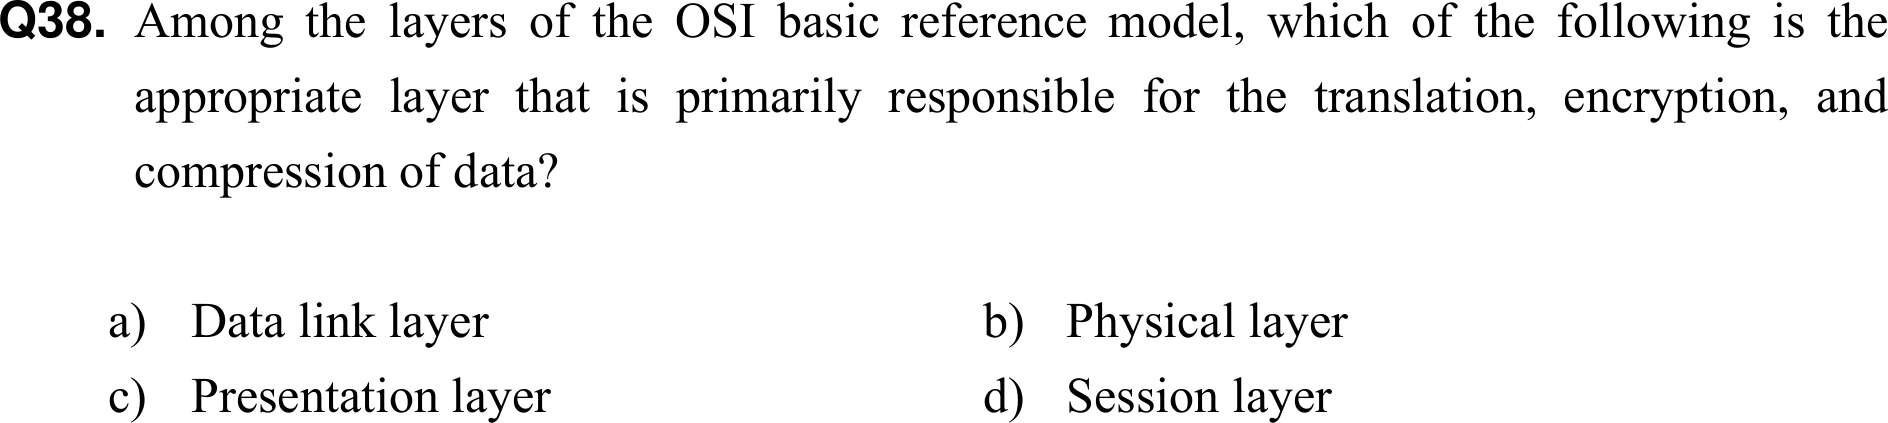 Q38. Among the layers of the OSI basic reference model, which of the following is the
appropriate layer that is primarily responsible for the translation, encryption, and
compression of data?
a) Data link layer b) Physical layer
c) Presentation layer d) Session layer